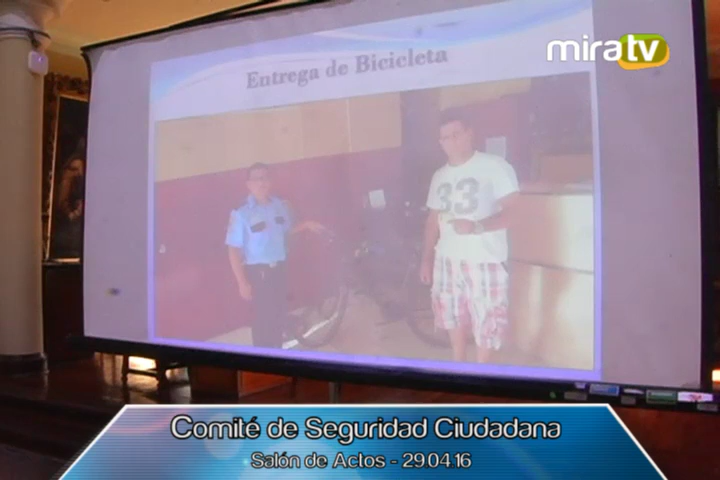 miratv
Entrega de Bicicleta
33
Comité de Seguridad Ciudadana
Salón de Actos - 29.04.16